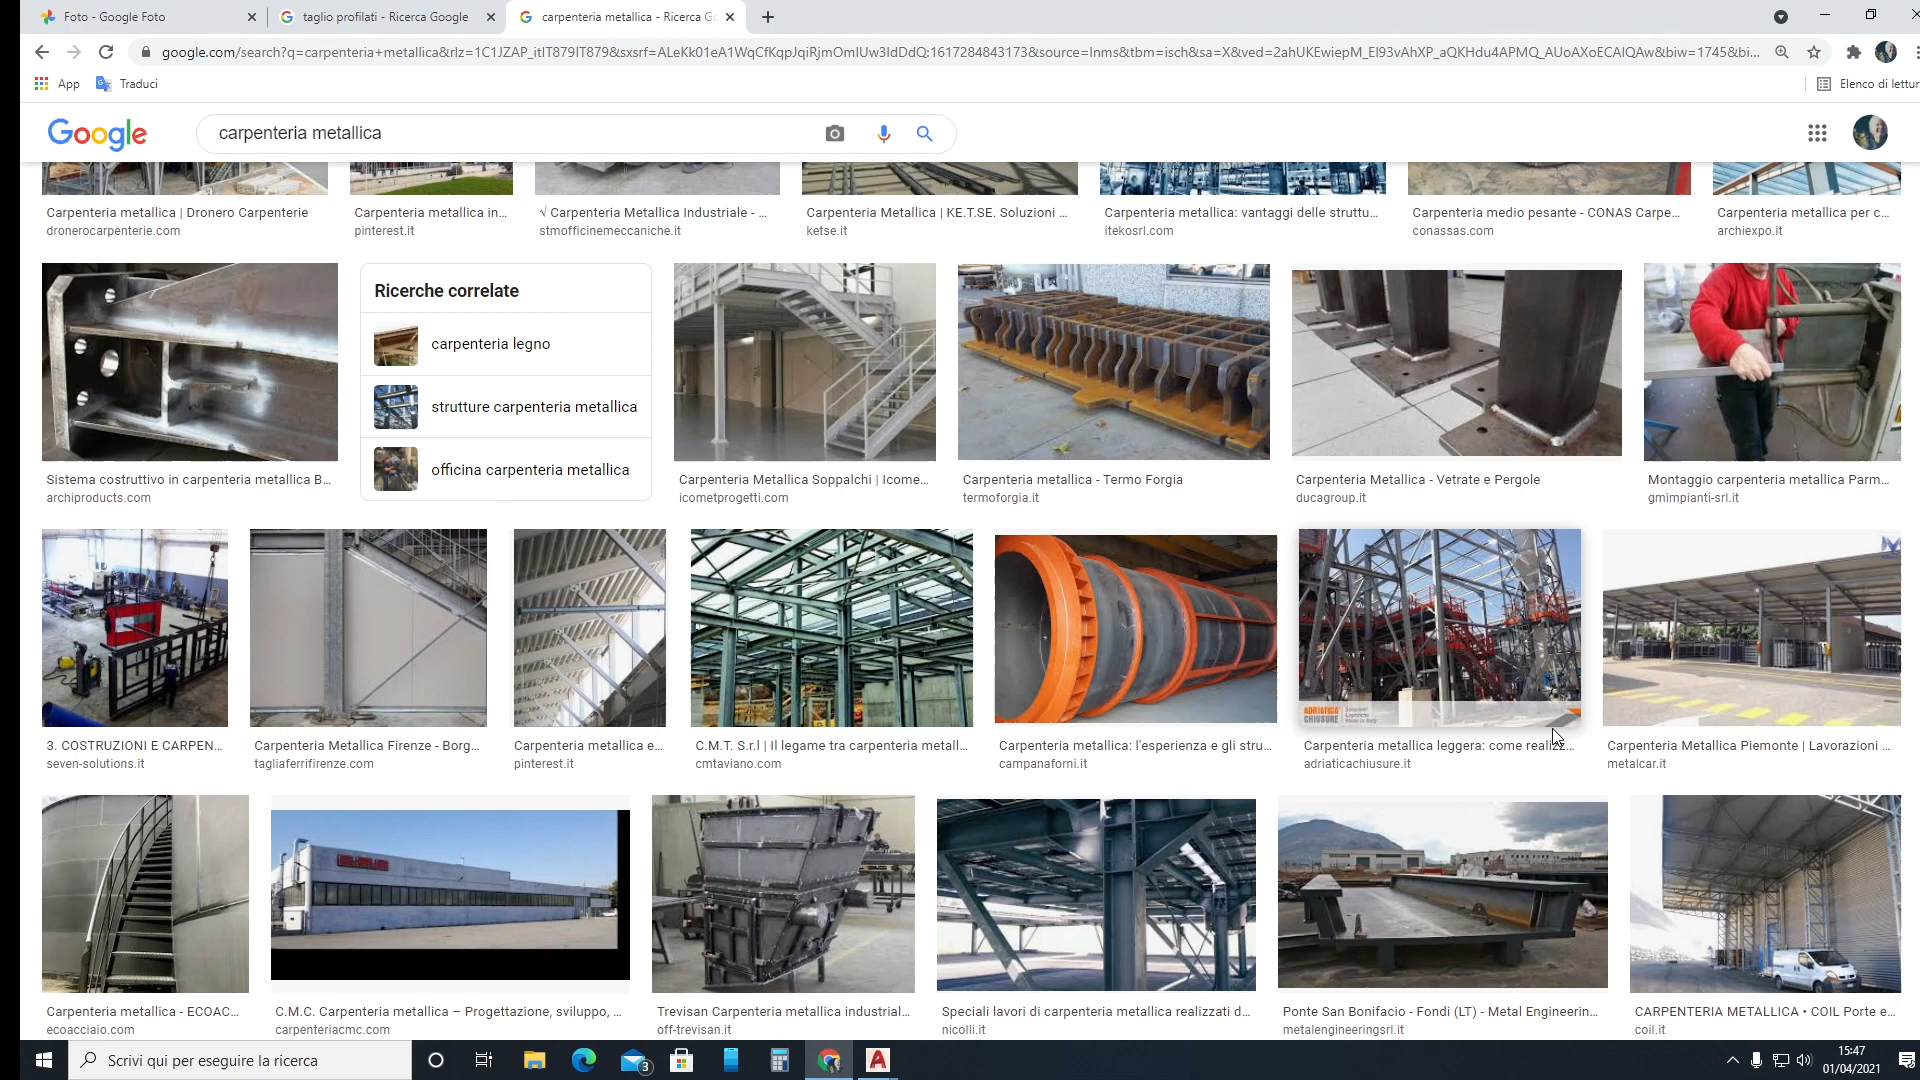 Foto - Google Foto
taglio profilati - Ricerca Google
carpenteria metallica - Ricerca Go
google.com/search?q=carpenteria+metallica&rlz=1C1JZAP_itIT879IT879&sxsrf=ALeKk01eA1WqCfKqpJqiRjmOmIUw3IdDdQ:1617284843173&source=lnms&tbm=isch&sa=X&ved=2ahUKEwiepM_EI93vAhXP_aQKHdu4APMQ_AUoAXoECAIQAw&biw=1745&bi...
App
Traduci
Elenco di lettur
Google
carpenteria metallica
Carpenteria metallica | Dronero Carpenterie
Carpenteria metallica in...
√ Carpenteria Metallica Industriale - ...
Carpenteria Metallica | KE.T.SE. Soluzioni ...
Carpenteria metallica: vantaggi delle struttu...
Carpenteria medio pesante - CONAS Carpe...
Carpenteria metallica per c...
dronerocarpenterie.com
pinterest.it
stmofficinemeccaniche.it
ketse.it
itekosrl.com
conassas.com
archiexpo.it
Ricerche correlate
carpenteria legno
strutture carpenteria metallica
officina carpenteria metallica
Sistema costruttivo in carpenteria metallica B...
Carpenteria Metallica Soppalchi | Icome...
Carpenteria metallica - Termo Forgia
Carpenteria Metallica - Vetrate e Pergole
Montaggio carpenteria metallica Parm...
archiproducts.com
icometprogetti.com
termoforgia.it
ducagroup.it
gmimpianti-srl.it
ADRIATICA
CHIUSURE
3. COSTRUZIONI E CARPEN...
Carpenteria Metallica Firenze - Borg...
Carpenteria metallica e...
C.M.T. S.r.l | Il legame tra carpenteria metall...
Carpenteria metallica: l'esperienza e gli stru...
Carpenteria metallica leggera: come realizz...
Carpenteria Metallica Piemonte | Lavorazioni ...
seven-solutions.it
tagliaferrifirenze.com
pinterest.it
cmtaviano.com
campanaforni.it
adriaticachiusure.it
metalcar.it
Carpenteria metallica - ECOAC...
C.M.C. Carpenteria metallica – Progettazione, sviluppo, ...
Trevisan Carpenteria metallica industrial...
Speciali lavori di carpenteria metallica realizzati d...
Ponte San Bonifacio - Fondi (LT) - Metal Engineerin...
CARPENTERIA METALLICA • COIL Porte e...
ecoacciaio.com
carpenteriacmc.com
off-trevisan.it
nicolli.it
metalengineeringsrl.it
coil.it
Scrivi qui per eseguire la ricerca
3
A
15:47
01/04/2021